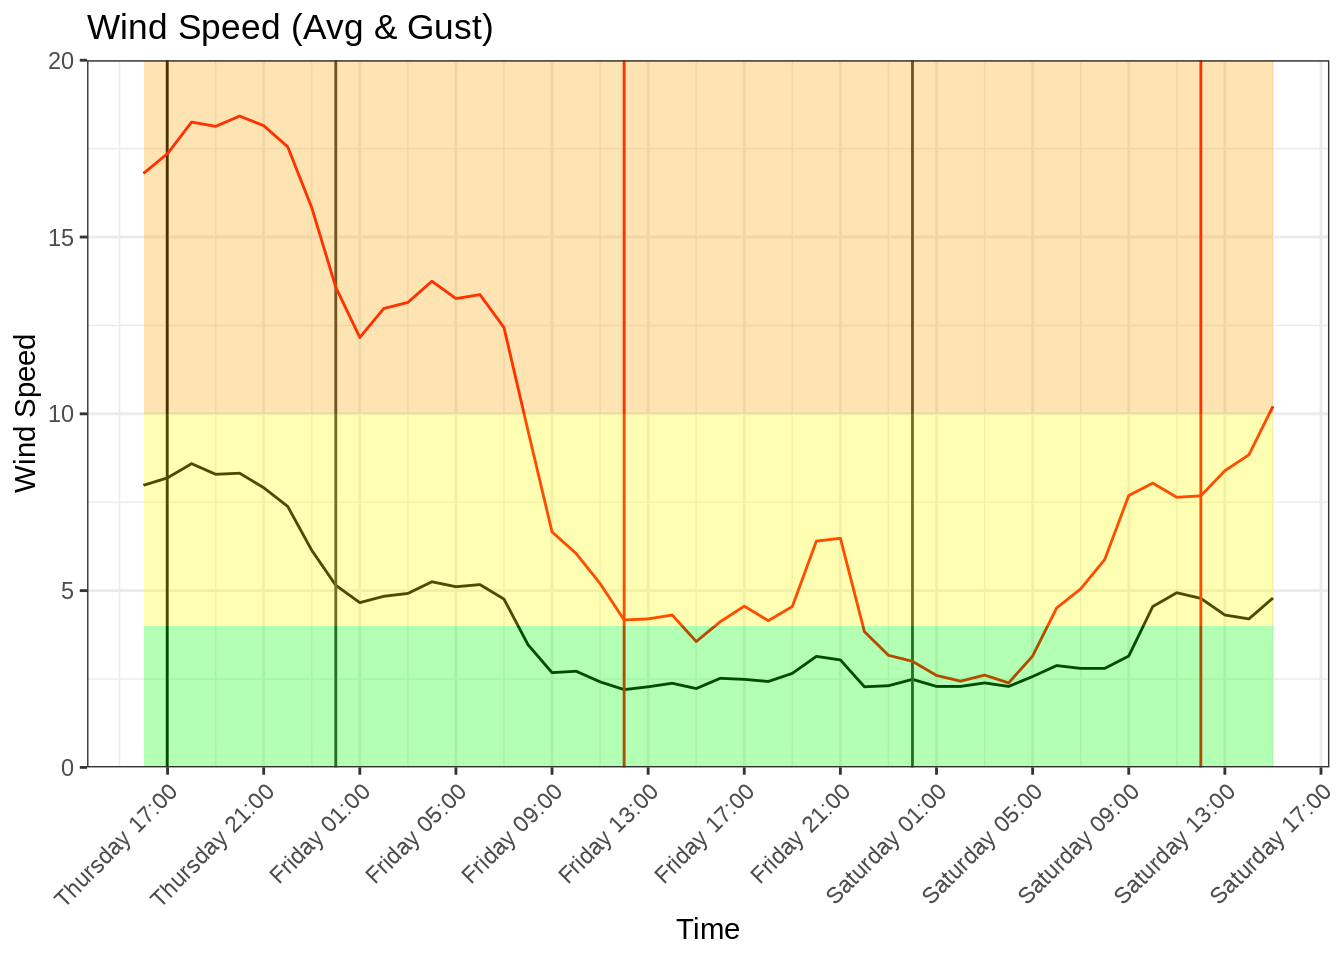 Wind Speed (Avg & Gust)
20
15
10
5
0
Wind Speed
Thursday 17:00
Thursday 21:00
Friday 01:00
Friday 05:00
Friday 09:00
Friday 13:00
Friday 17:00
Friday 21:00
Saturday 01:00
Saturday 05:00
Saturday 09:00
Saturday 13:00
Saturday 17:00
Time